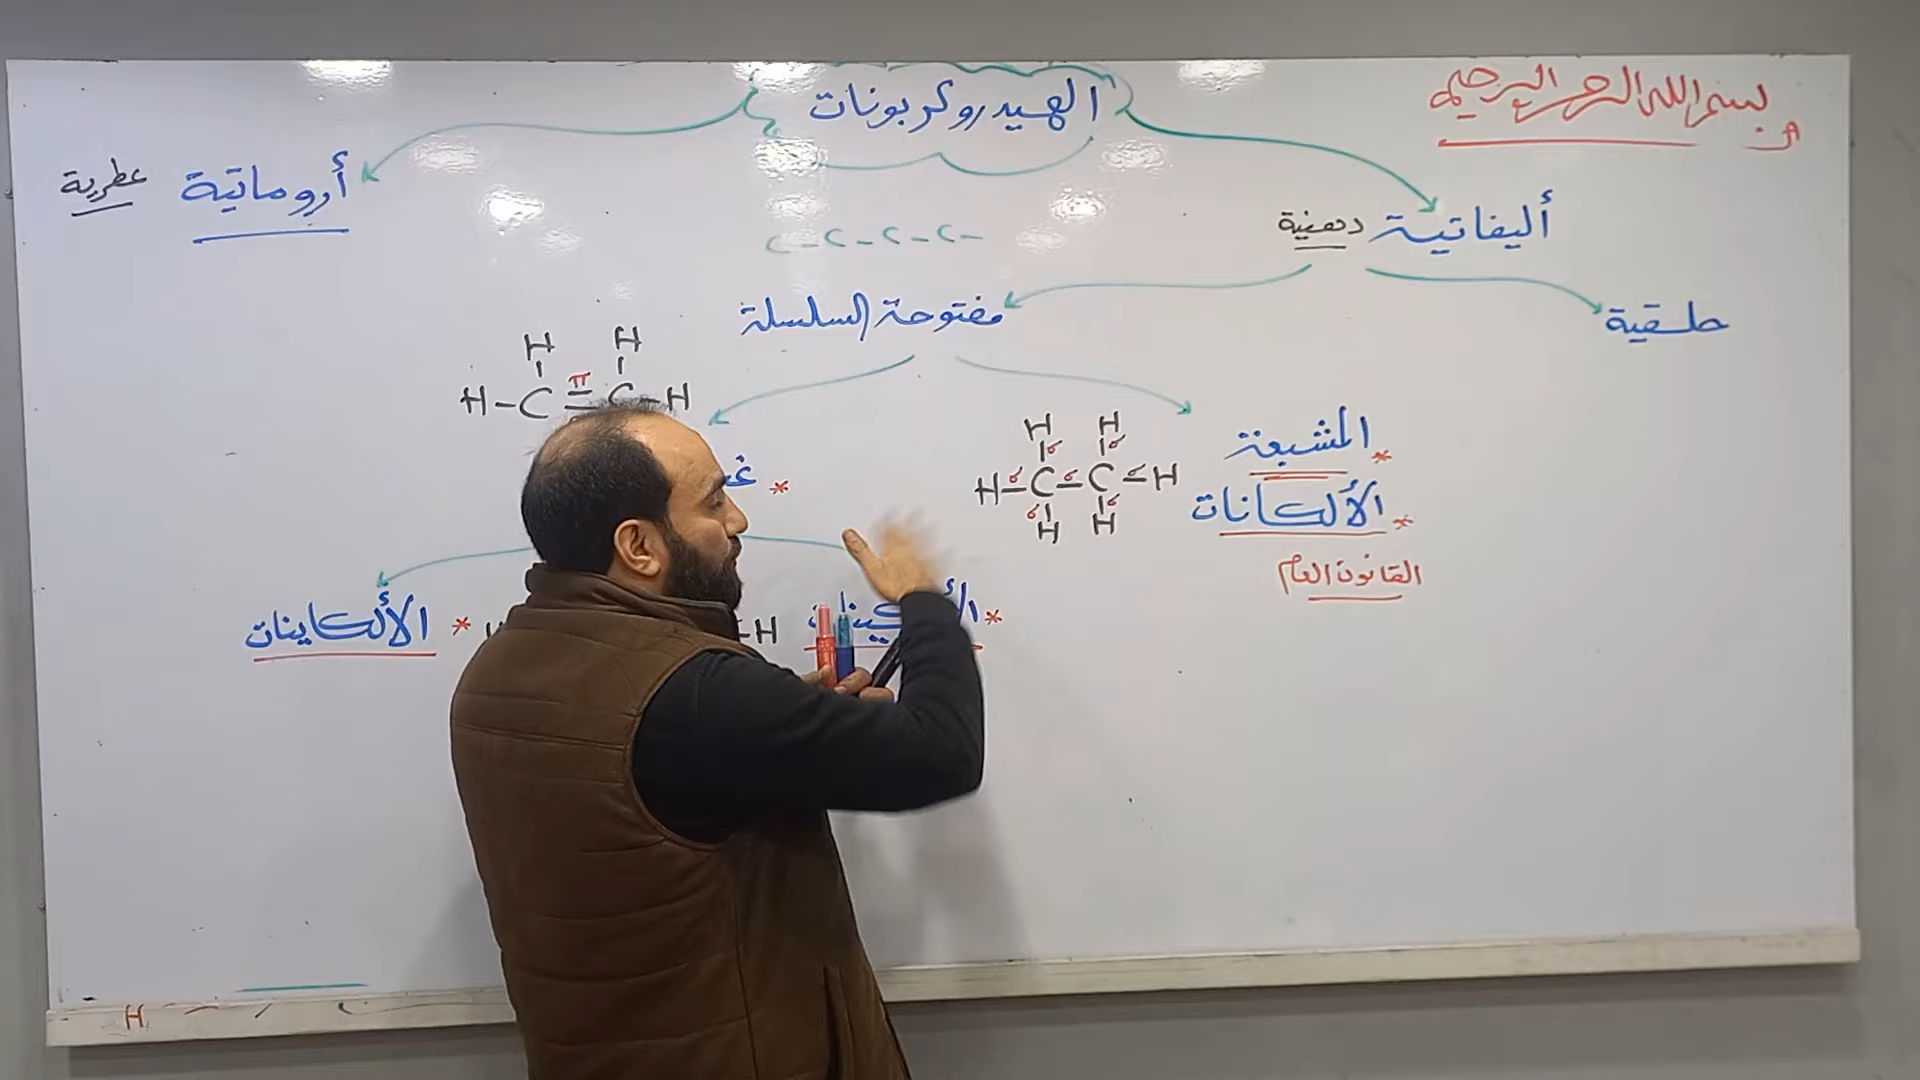 بسم الله الرحمن الرحيم
الهيدروكربونات
أليفاتية دهنية
أروماتية عطرية
C - C - C - C -
حلقية
مفتوحة السلسلة
* المشبعة
* الألكانات
القانون العام
H H
H - C - C - H
H H
σ σ σ σ σ σ σ
H H
H - C = C - H
π
*
* الألكاينات
*
- H
H